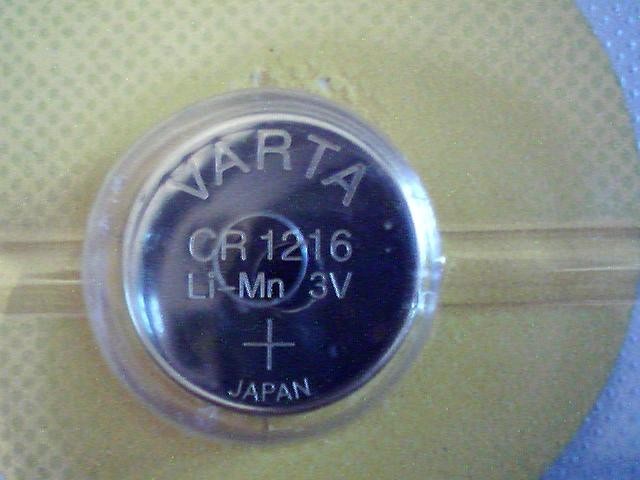 VARTA
CR 1216
Li-Mn 3V
+
JAPAN